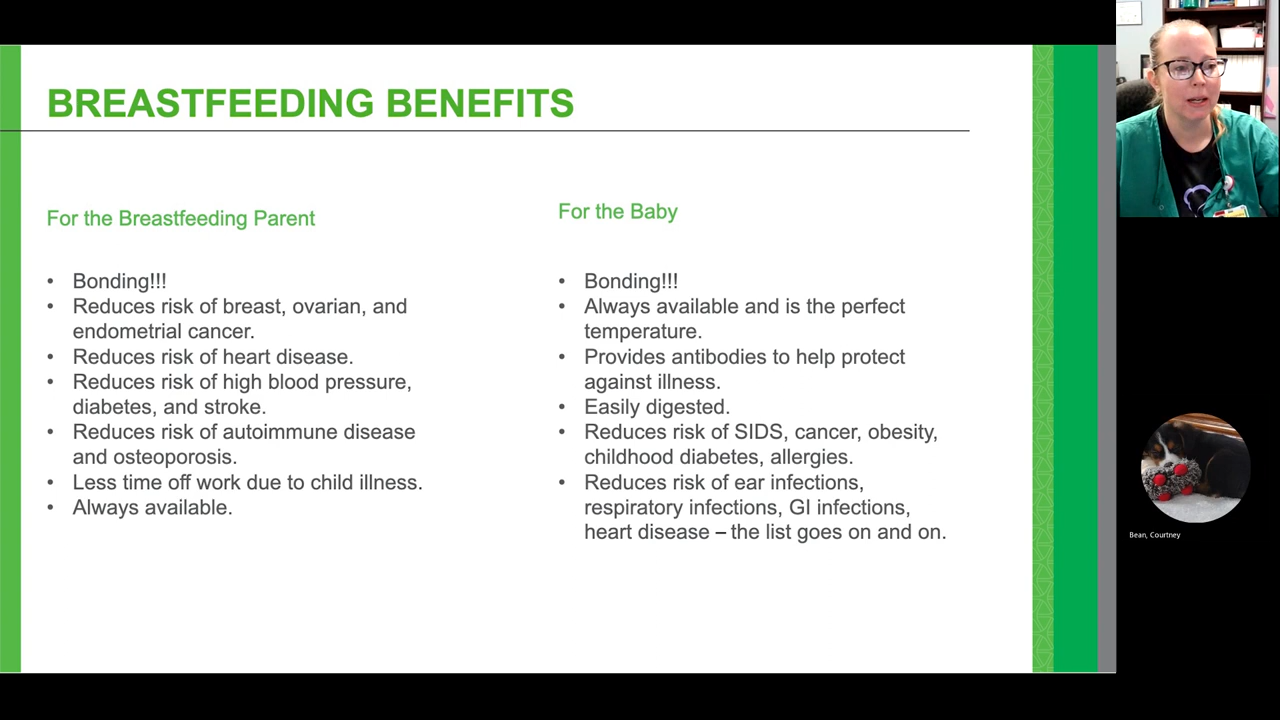 BREASTFEEDING BENEFITS
For the Breastfeeding Parent
• Bonding!!!
• Reduces risk of breast, ovarian, and
endometrial cancer.
• Reduces risk of heart disease.
• Reduces risk of high blood pressure,
diabetes, and stroke.
• Reduces risk of autoimmune disease
and osteoporosis.
• Less time off work due to child illness.
• Always available.
For the Baby
• Bonding!!!
• Always available and is the perfect
temperature.
• Provides antibodies to help protect
against illness.
• Easily digested.
• Reduces risk of SIDS, cancer, obesity,
childhood diabetes, allergies.
• Reduces risk of ear infections,
respiratory infections, GI infections,
heart disease – the list goes on and on.
Bean, Courtney